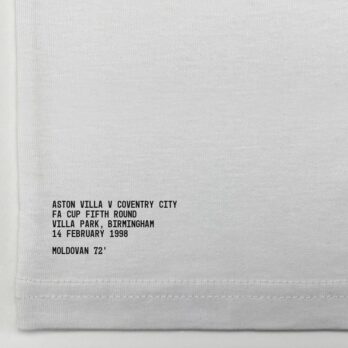 ASTON VILLA V COVENTRY CITY
FA CUP FIFTH ROUND
VILLA PARK, BIRMINGHAM
14 FEBRUARY 1998
MOLDOVAN 72'